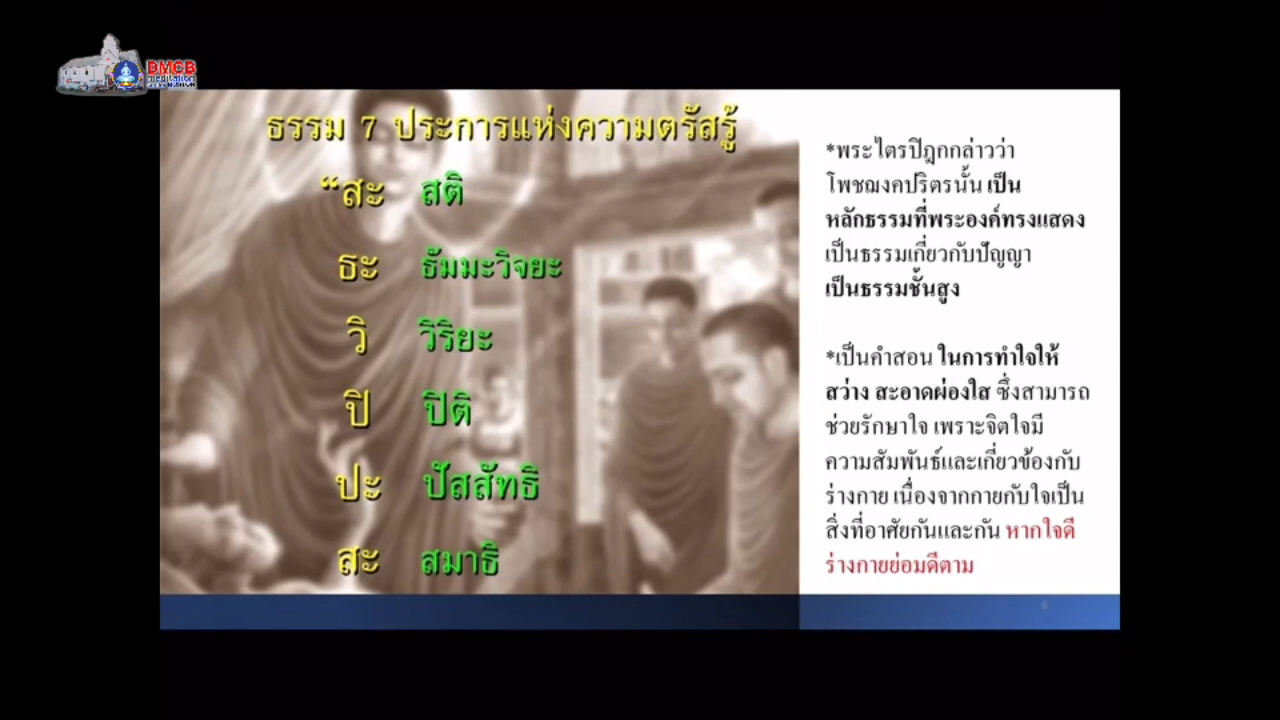 DMCB
meditation
ธรรม 7 ประการแห่งความตรัสรู้
“สะ สติ
ธะ ธัมมะวิจยะ
วิ วิริยะ
ปิ ปิติ
ปะ ปัสสัทธิ
สะ สมาธิ
*พระไตรปิฎกกล่าวว่า
โพชฌงคปริตรนั้น เป็น
หลักธรรมที่พระองค์ทรงแสดง
เป็นธรรมเกี่ยวกับปัญญา
เป็นธรรมชั้นสูง
*เป็นคำสอน ในการทำใจให้
สว่าง สะอาดผ่องใส ซึ่งสามารถ
ช่วยรักษาใจ เพราะจิตใจมี
ความสัมพันธ์และเกี่ยวข้องกับ
ร่างกาย เนื่องจากกายกับใจเป็น
สิ่งที่อาศัยกันและกัน หากใจดี
ร่างกายย่อมดีตาม
6